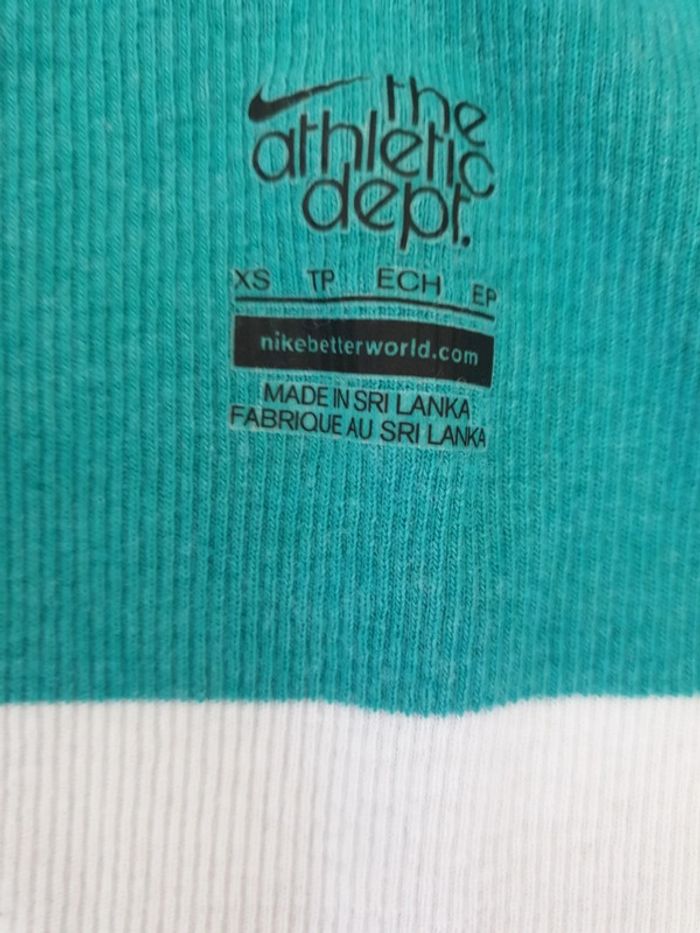 the
athletic
dept.
XS TP ECH EP
nikebetterworld.com
MADE IN SRI LANKA
FABRIQUE AU SRI LANKA